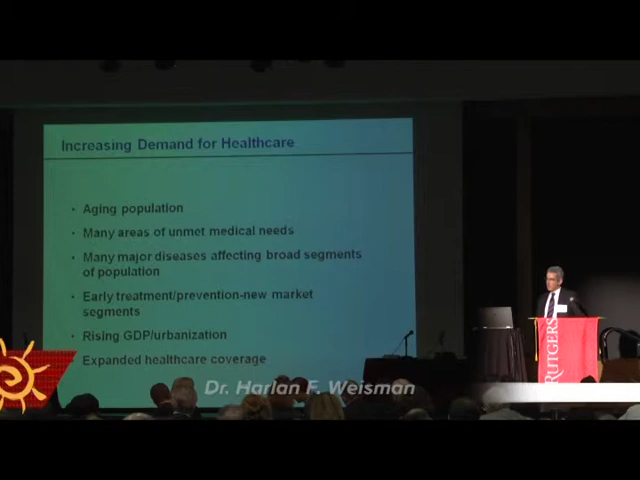 Increasing Demand for Healthcare
• Aging population
• Many areas of unmet medical needs
• Many major diseases affecting broad segments
of population
• Early treatment/prevention-new market
segments
• Rising GDP/urbanization
• Expanded healthcare coverage
RUTGERS
Dr. Harlan F. Weisman